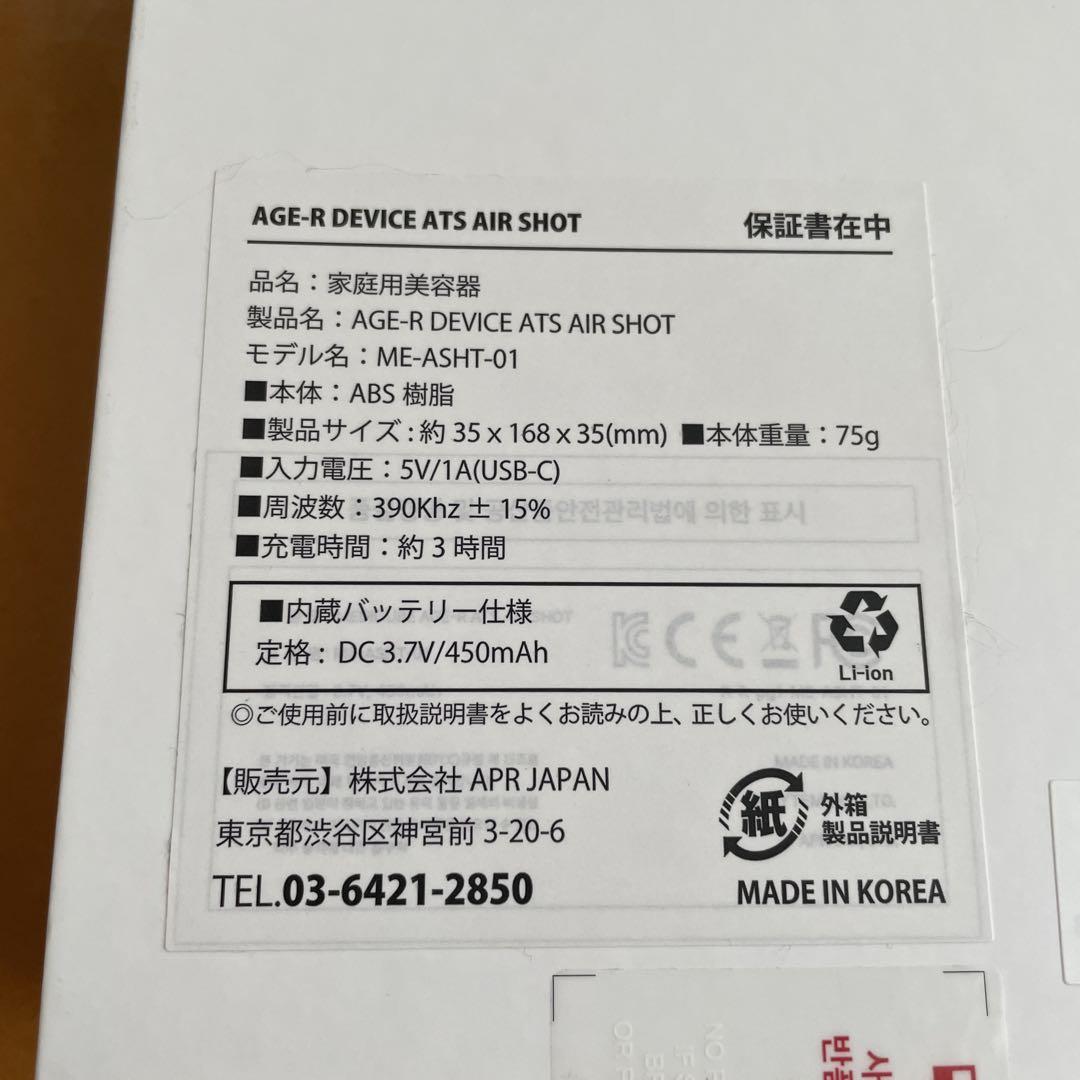 AGE-R DEVICE ATS AIR SHOT 保証書在中
品名：家庭用美容器
製品名：AGE-R DEVICE ATS AIR SHOT
モデル名：ME-ASHT-01
■本体：ABS 樹脂
■製品サイズ：約 35 x 168 x 35(mm) ■本体重量：75g
■入力電圧：5V/1A(USB-C)
■周波数：390Khz ± 15%
안전관리법에 의한 표시
■充電時間：約 3 時間
■内蔵バッテリー仕様
定格：DC 3.7V/450mAh
Li-ion
◎ご使用前に取扱説明書をよくお読みの上、正しくお使いください。
MADE IN KOREA
【販売元】株式会社 APR JAPAN
東京都渋谷区神宮前 3-20-6
TEL.03-6421-2850
紙 外箱
製品説明書
MADE IN KOREA